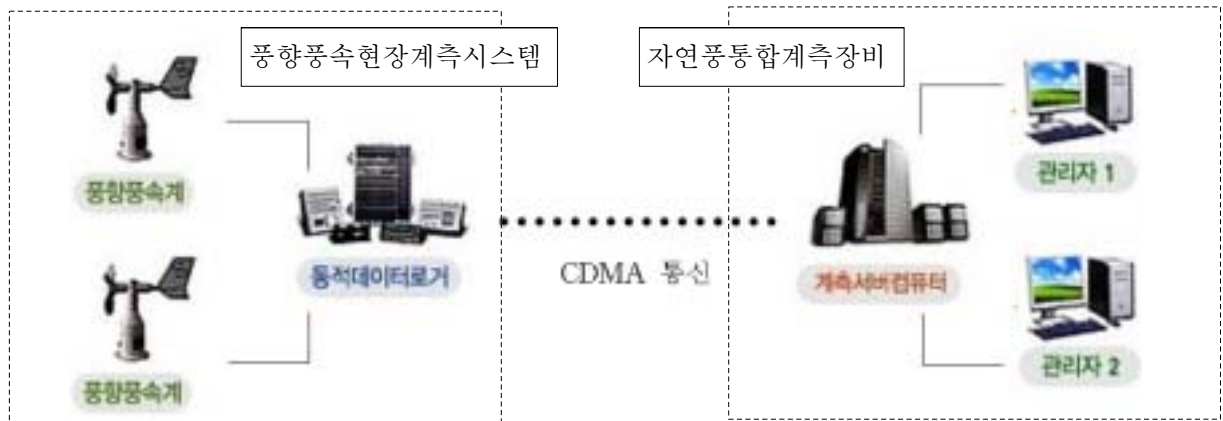 풍향풍속현장계측시스템
자연풍통합계측장비
풍향풍속계
동적데이터로거
풍향풍속계
CDMA 통신
계측서버컴퓨터
관리자 1
관리자 2